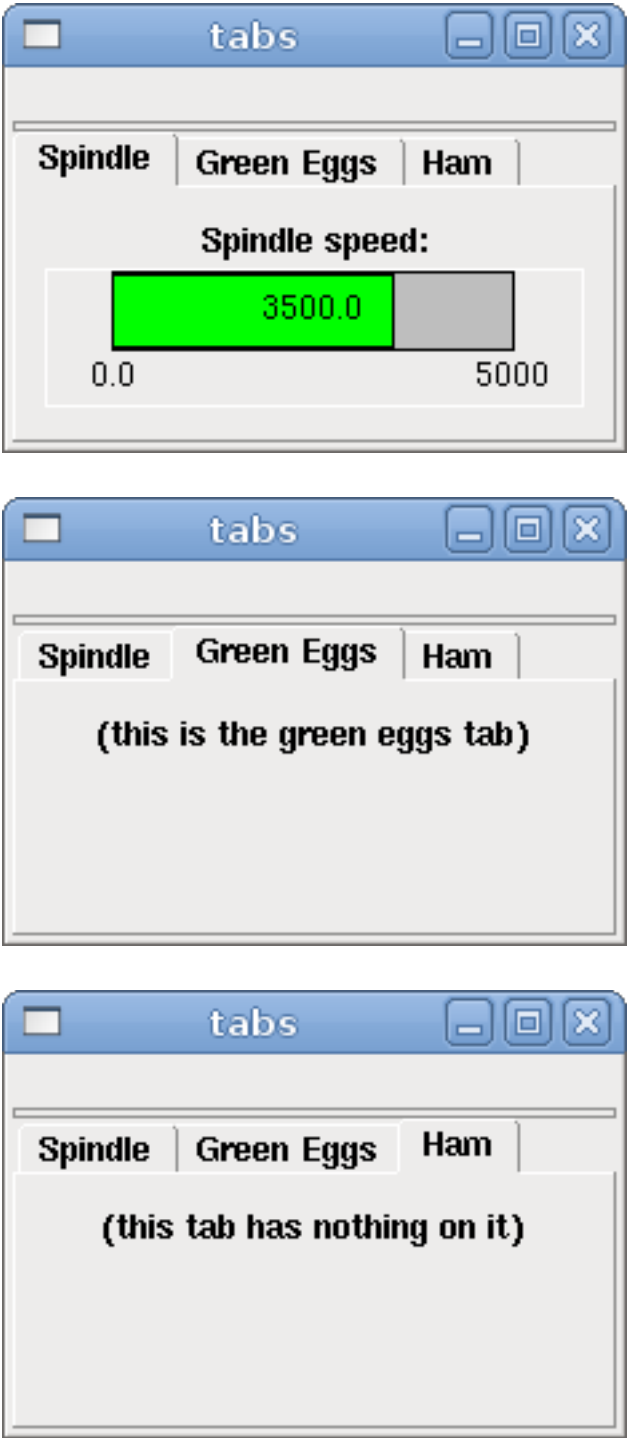 tabs
Spindle Green Eggs Ham
Spindle speed:
3500.0
0.0 5000
tabs
Spindle Green Eggs Ham
(this is the green eggs tab)
tabs
Spindle Green Eggs Ham
(this tab has nothing on it)